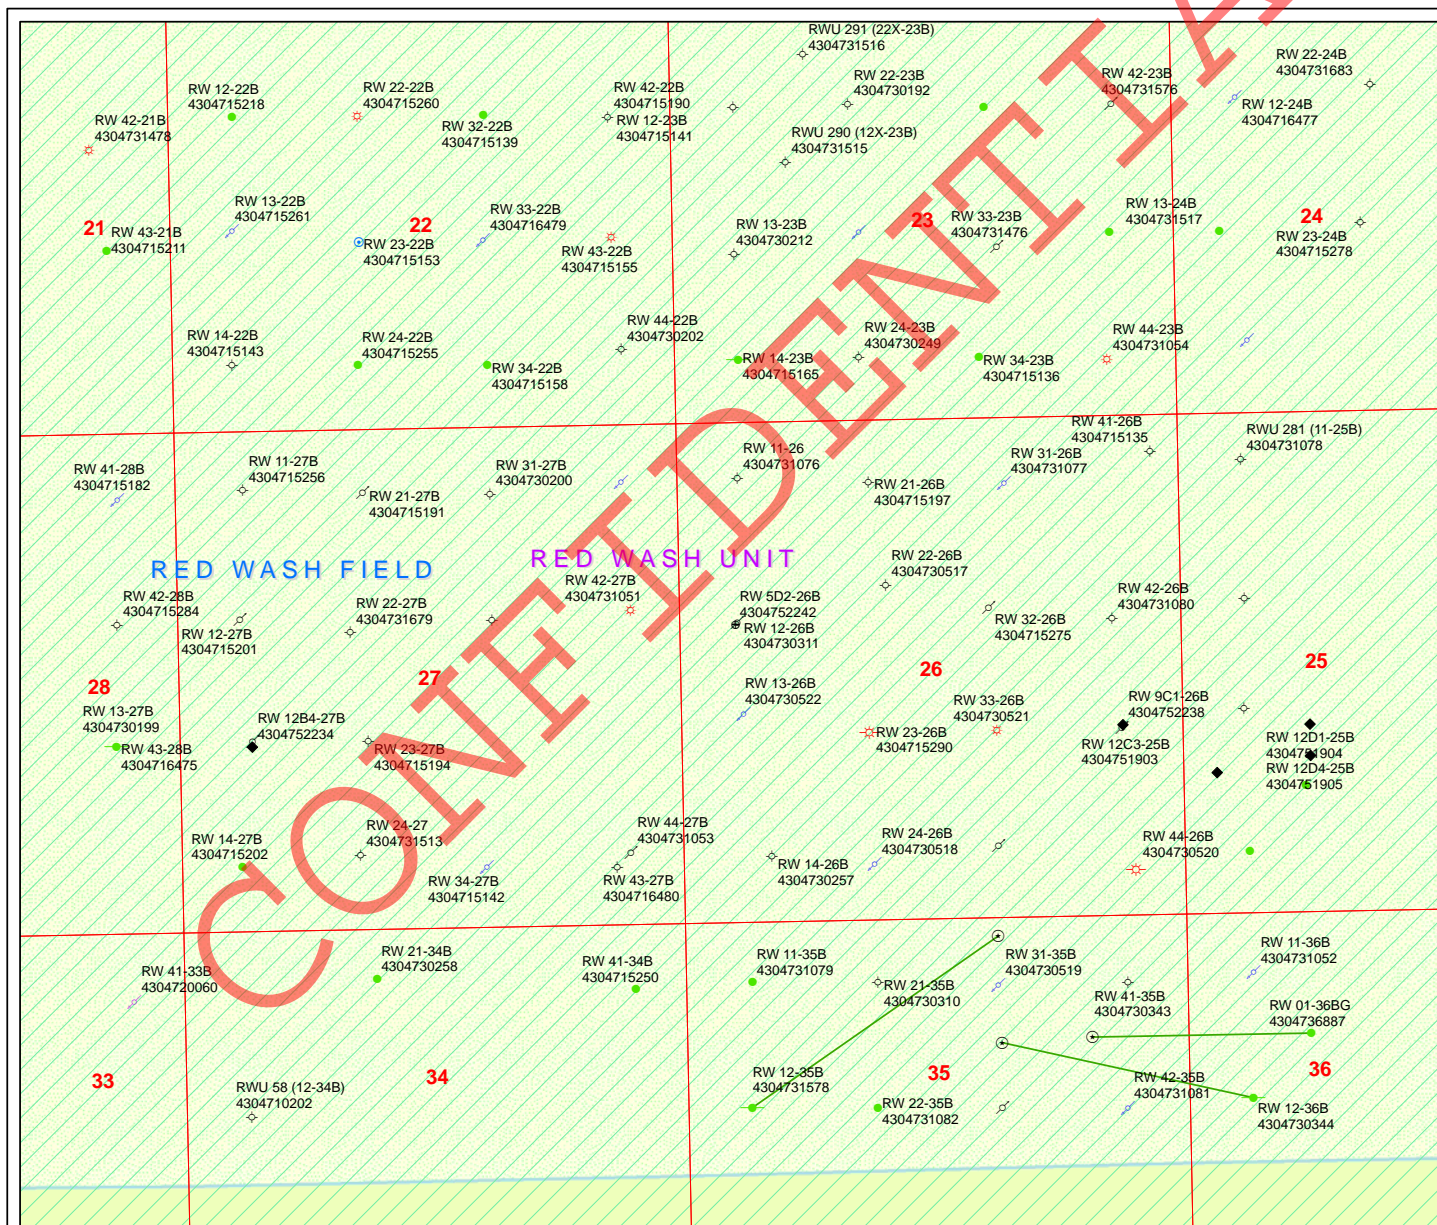 RWU 291 (22X-23B)
4304731516
RW 22-24B
4304731683
RW 12-22B
4304715218
RW 22-22B
4304715260
RW 42-22B
4304715190
RW 12-23B
4304715141
RW 22-23B
4304730192
RW 42-23B
4304731576
RW 12-24B
4304716477
RW 42-21B
4304731478
RW 32-22B
4304715139
RWU 290 (12X-23B)
4304731515
21
RW 43-21B
4304715211
RW 13-22B
4304715261
22
RW 23-22B
4304715153
RW 33-22B
4304716479
RW 43-22B
4304715155
RW 13-23B
4304730212
23
RW 33-23B
4304731476
RW 13-24B
4304731517
24
RW 23-24B
4304715278
RW 14-22B
4304715143
RW 24-22B
4304715255
RW 34-22B
4304715158
RW 44-22B
4304730202
RW 14-23B
4304715165
RW 24-23B
4304730249
RW 34-23B
4304715136
RW 44-23B
4304731054
RW 41-28B
4304715182
RW 11-27B
4304715256
RW 21-27B
4304715191
RW 31-27B
4304730200
RW 11-26
4304731076
RW 21-26B
4304715197
RW 31-26B
4304731077
RW 41-26B
4304715135
RWU 281 (11-25B)
4304731078
RED WASH FIELD
RED WASH UNIT
RW 42-28B
4304715284
RW 12-27B
4304715201
RW 22-27B
4304731679
RW 42-27B
4304731051
RW 5D2-26B
4304752242
RW 12-26B
4304730311
RW 22-26B
4304730517
RW 32-26B
4304715275
RW 42-26B
4304731080
28
27
26
25
RW 13-27B
4304730199
RW 43-28B
4304716475
RW 12B4-27B
4304752234
RW 23-27B
4304715194
RW 13-26B
4304730522
RW 23-26B
4304715290
RW 33-26B
4304730521
RW 9C1-26B
4304752238
RW 12C3-25B
4304751903
RW 12D1-25B
4304751904
RW 12D4-25B
4304751905
RW 14-27B
4304715202
RW 24-27
4304731513
RW 34-27B
4304715142
RW 44-27B
4304731053
RW 43-27B
4304716480
RW 14-26B
4304730257
RW 24-26B
4304730518
RW 44-26B
4304730520
RW 41-33B
4304720060
RW 21-34B
4304730258
RW 41-34B
4304715250
RW 11-35B
4304731079
RW 21-35B
4304730310
RW 31-35B
4304730519
RW 41-35B
4304730343
RW 11-36B
4304731052
RW 01-36BG
4304736887
33
34
35
36
RWU 58 (12-34B)
4304710202
RW 12-35B
4304731578
RW 22-35B
4304731082
RW 42-35B
4304731081
RW 12-36B
4304730344
CONFIDENTIA